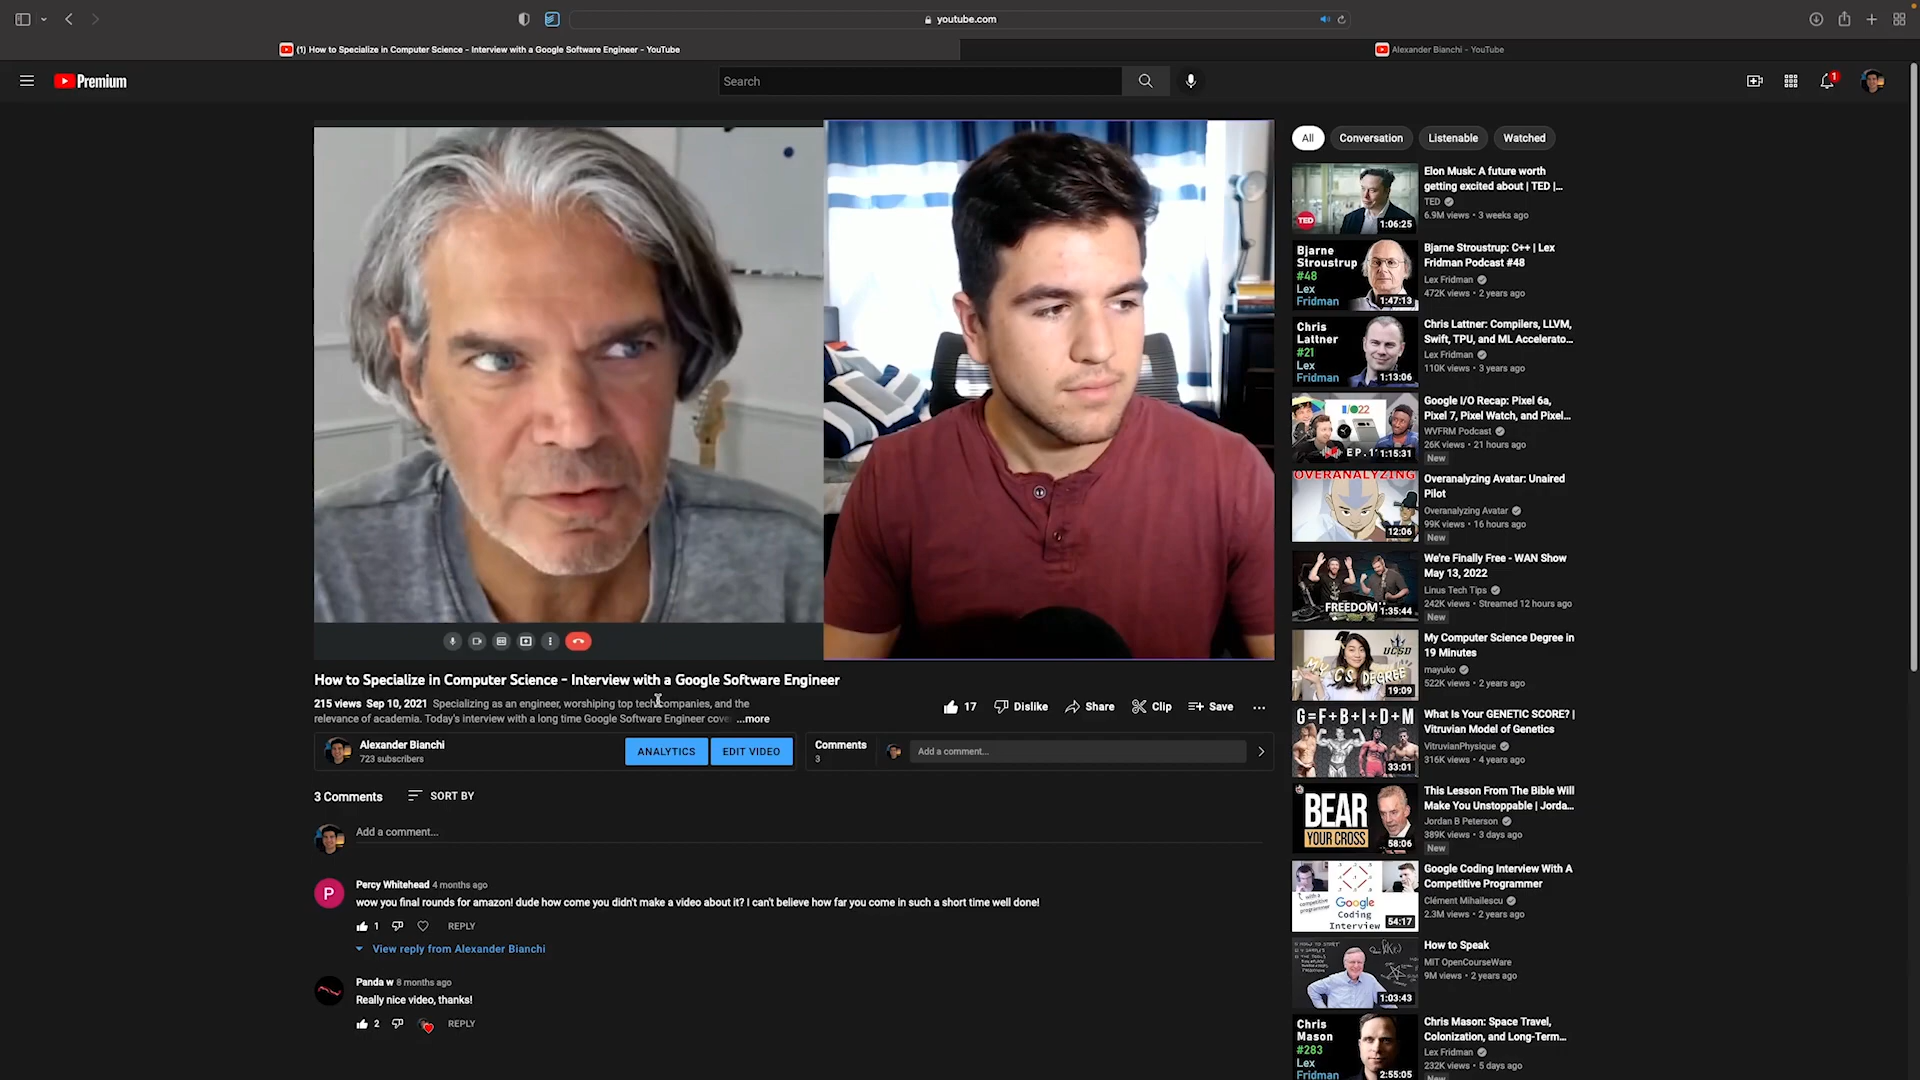 youtube.com
(1) How to Specialize in Computer Science - Interview with a Google Software Engineer - YouTube
Alexander Bianchi - YouTube
Premium
Search
1
All
Conversation
Listenable
Watched
TED
1:06:25
Elon Musk: A future worth
getting excited about | TED |...
TED
6.9M views • 3 weeks ago
Bjarne
Stroustrup
#48
Lex
Fridman
1:47:13
Bjarne Stroustrup: C++ | Lex
Fridman Podcast #48
Lex Fridman
472K views • 2 years ago
Chris
Lattner
#21
Lex
Fridman
1:13:06
Chris Lattner: Compilers, LLVM,
Swift, TPU, and ML Accelerato...
Lex Fridman
110K views • 3 years ago
I/O22
1:15:31
Google I/O Recap: Pixel 6a,
Pixel 7, Pixel Watch, and Pixel...
WVFRM Podcast
26K views • 21 hours ago
New
OVERANALYZING
12:06
Overanalyzing Avatar: Unaired
Pilot
Overanalyzing Avatar
99K views • 16 hours ago
New
FREEDOM
1:35:44
We're Finally Free - WAN Show
May 13, 2022
Linus Tech Tips
242K views • Streamed 12 hours ago
New
UCSD
MY CS DEGREE
19:09
My Computer Science Degree in
19 Minutes
mayuko
522K views • 2 years ago
G=F+B+I+D+M
33:01
What Is Your GENETIC SCORE? |
Vitruvian Model of Genetics
VitruvianPhysique
316K views • 4 years ago
BEAR
YOUR CROSS
58:06
This Lesson From The Bible Will
Make You Unstoppable | Jorda...
Jordan B Peterson
389K views • 3 days ago
New
Google
Coding
Interview
54:17
Google Coding Interview With A
Competitive Programmer
Clément Mihailescu
2.3M views • 2 years ago
1:03:43
How to Speak
MIT OpenCourseWare
9M views • 2 years ago
Chris
Mason
#283
Lex
Fridman
2:55:05
Chris Mason: Space Travel,
Colonization, and Long-Term...
Lex Fridman
232K views • 5 days ago
New
How to Specialize in Computer Science - Interview with a Google Software Engineer
215 views Sep 10, 2021 Specializing as an engineer, worshiping top tech companies, and the
relevance of academia. Today's interview with a long time Google Software Engineer cove ...more
17
Dislike
Share
Clip
Save
Alexander Bianchi
723 subscribers
ANALYTICS
EDIT VIDEO
Comments
3
Add a comment...
3 Comments
SORT BY
Add a comment...
P
Percy Whitehead 4 months ago
wow you final rounds for amazon! dude how come you didn't make a video about it? I can't believe how far you come in such a short time well done!
1
REPLY
View reply from Alexander Bianchi
Panda w 8 months ago
Really nice video, thanks!
2
REPLY